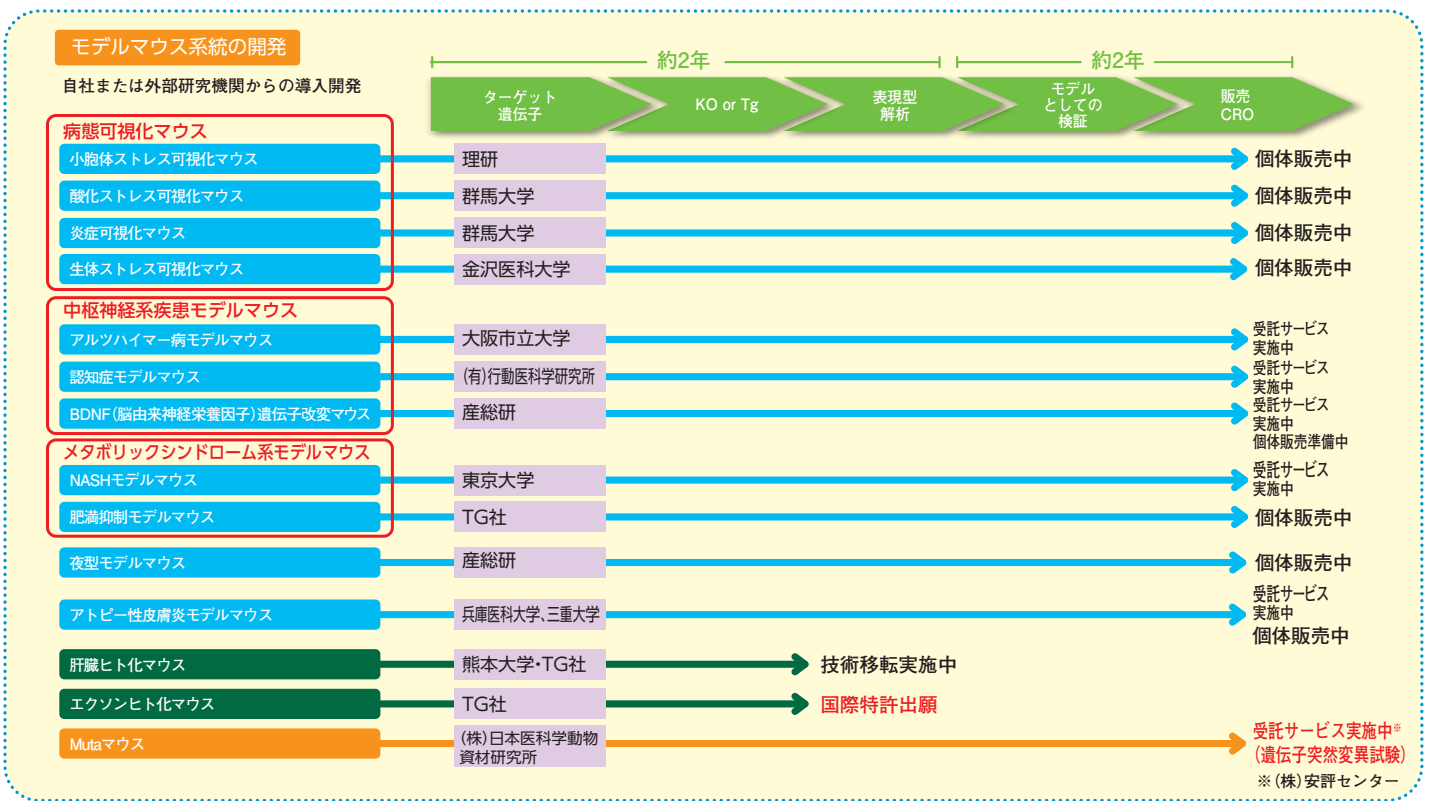 モデルマウス系統の開発
自社または外部研究機関からの導入開発
約2年
約2年
ターゲット
遺伝子
KO or Tg
表現型
解析
モデル
としての
検証
販売
CRO
病態可視化マウス
小胞体ストレス可視化マウス
理研
個体販売中
酸化ストレス可視化マウス
群馬大学
個体販売中
炎症可視化マウス
群馬大学
個体販売中
生体ストレス可視化マウス
金沢医科大学
個体販売中
中枢神経系疾患モデルマウス
アルツハイマー病モデルマウス
大阪市立大学
受託サービス
実施中
認知症モデルマウス
(有)行動医科学研究所
受託サービス
実施中
BDNF(脳由来神経栄養因子)遺伝子改変マウス
産総研
受託サービス
実施中
個体販売準備中
メタボリックシンドローム系モデルマウス
NASHモデルマウス
東京大学
受託サービス
実施中
肥満抑制モデルマウス
TG社
個体販売中
夜型モデルマウス
産総研
個体販売中
アトピー性皮膚炎モデルマウス
兵庫医科大学、三重大学
受託サービス
実施中
個体販売中
肝臓ヒト化マウス
熊本大学・TG社
技術移転実施中
エクソンヒト化マウス
TG社
国際特許出願
Mutaマウス
(株)日本医科学動物
資材研究所
受託サービス実施中※
(遺伝子突然変異試験)
※(株)安評センター